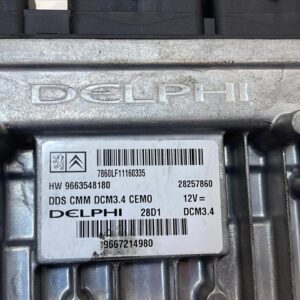 DELPHI
7860LF11160335
HW 9663548180 28257860
DDS CMM DCM3.4 CEMO 12V =
DELPHI 28D1 DCM3.4
9667214980